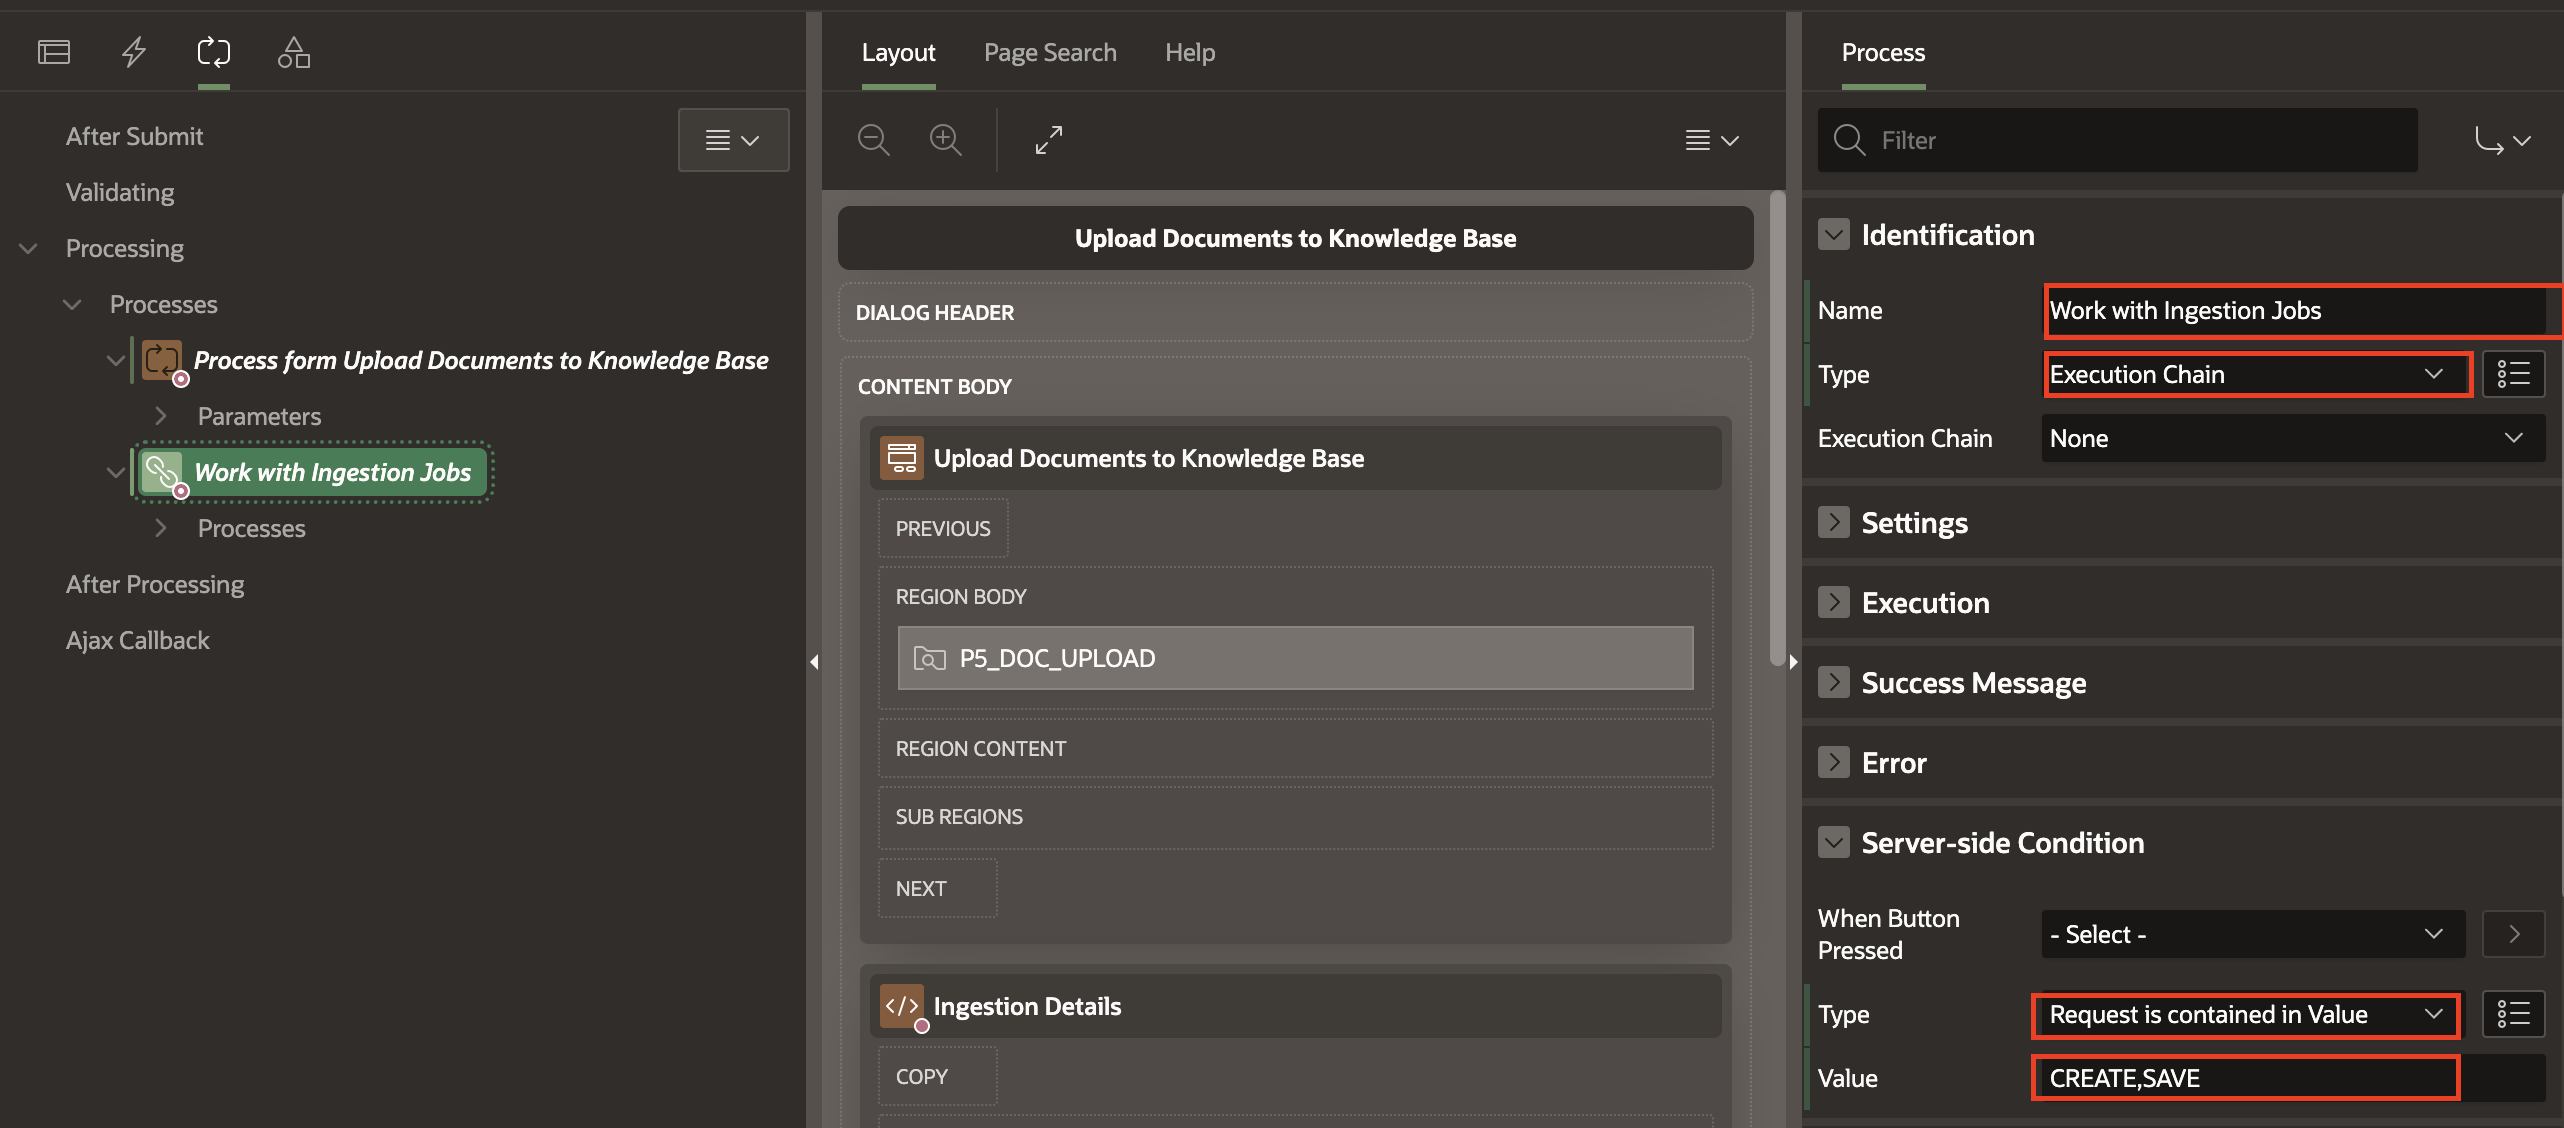 After Submit
Validating
Processing
Processes
Process form Upload Documents to Knowledge Base
Parameters
Work with Ingestion Jobs
Processes
After Processing
Ajax Callback
Layout
Page Search
Help
Upload Documents to Knowledge Base
DIALOG HEADER
CONTENT BODY
Upload Documents to Knowledge Base
PREVIOUS
REGION BODY
P5_DOC_UPLOAD
REGION CONTENT
SUB REGIONS
NEXT
Ingestion Details
COPY
Process
Filter
Identification
Name
Work with Ingestion Jobs
Type
Execution Chain
Execution Chain
None
Settings
Execution
Success Message
Error
Server-side Condition
When Button
Pressed
- Select -
Type
Request is contained in Value
Value
CREATE,SAVE